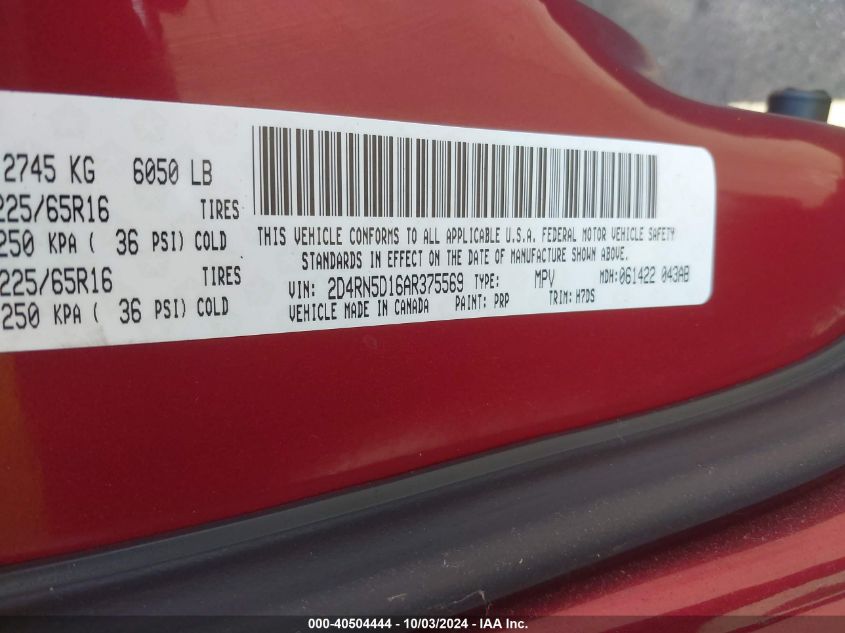 2745 KG 6050 LB
225/65R16 TIRES
250 KPA ( 36 PSI) COLD
225/65R16 TIRES
250 KPA ( 36 PSI) COLD
THIS VEHICLE CONFORMS TO ALL APPLICABLE U.S.A. FEDERAL MOTOR VEHICLE SAFETY
STANDARDS IN EFFECT ON THE DATE OF MANUFACTURE SHOWN ABOVE.
VIN: 2D4RN5D16AR375569 TYPE: MPV MDH:061422 043AB
VEHICLE MADE IN CANADA PAINT: PRP TRIM: H7DS
000-40504444 - 10/03/2024 - IAA Inc.